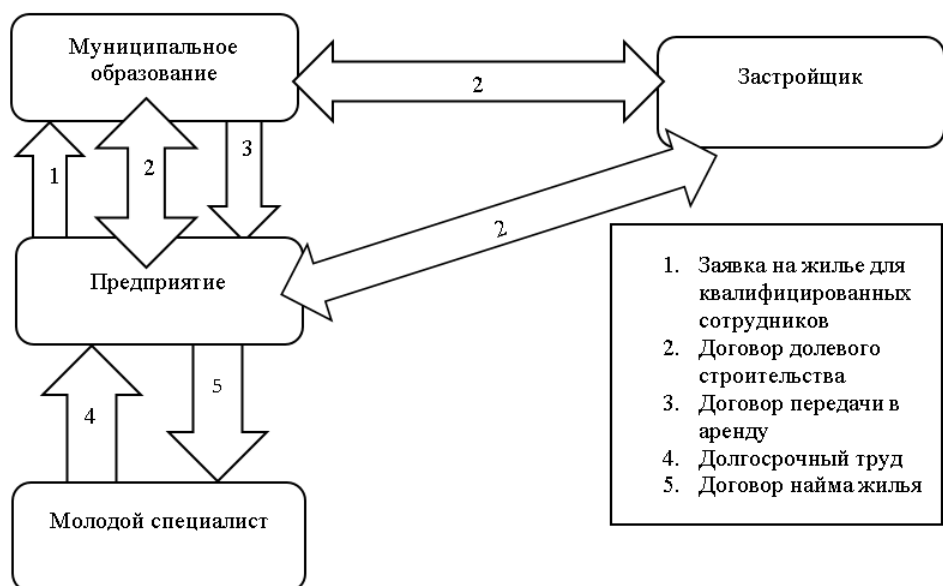 Муниципальное
образование
Застройщик
2
1
2
3
2
Предприятие
4
5
Молодой специалист
1. Заявка на жилье для
квалифицированных
сотрудников
2. Договор долевого
строительства
3. Договор передачи в
аренду
4. Долгосрочный труд
5. Договор найма жилья